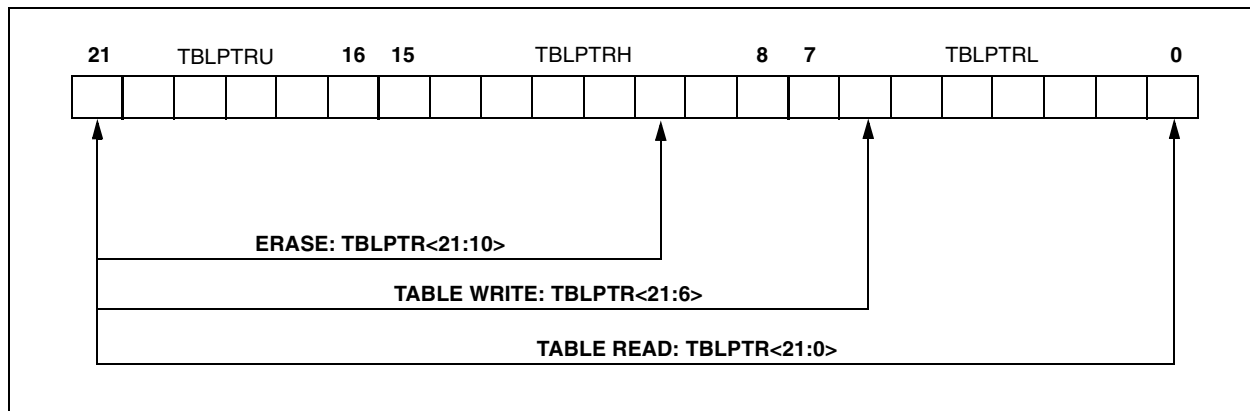 21 TBLPTRU 16 15 TBLPTRH 8 7 TBLPTRL 0
ERASE: TBLPTR<21:10>
TABLE WRITE: TBLPTR<21:6>
TABLE READ: TBLPTR<21:0>